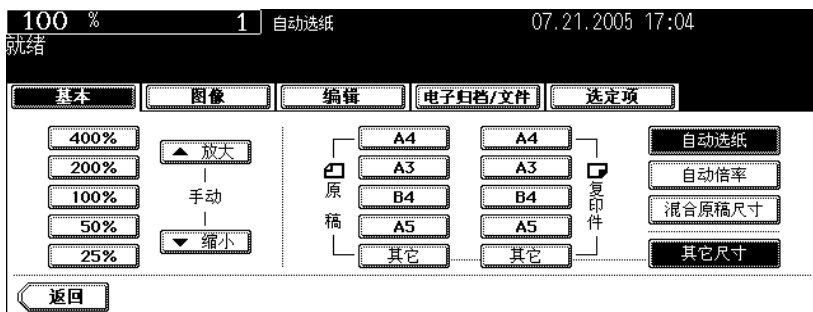 100 % 1 自动选纸 07.21.2005 17:04
就绪
基本 图像 编辑 电子归档/文件 选定项
400% 放大 A4 A4 自动选纸
200% A3 A3 自动倍率
100% 手动 原稿 B4 B4 复印件 混合原稿尺寸
50% A5 A5
25% 缩小 其它 其它 其它尺寸
返回